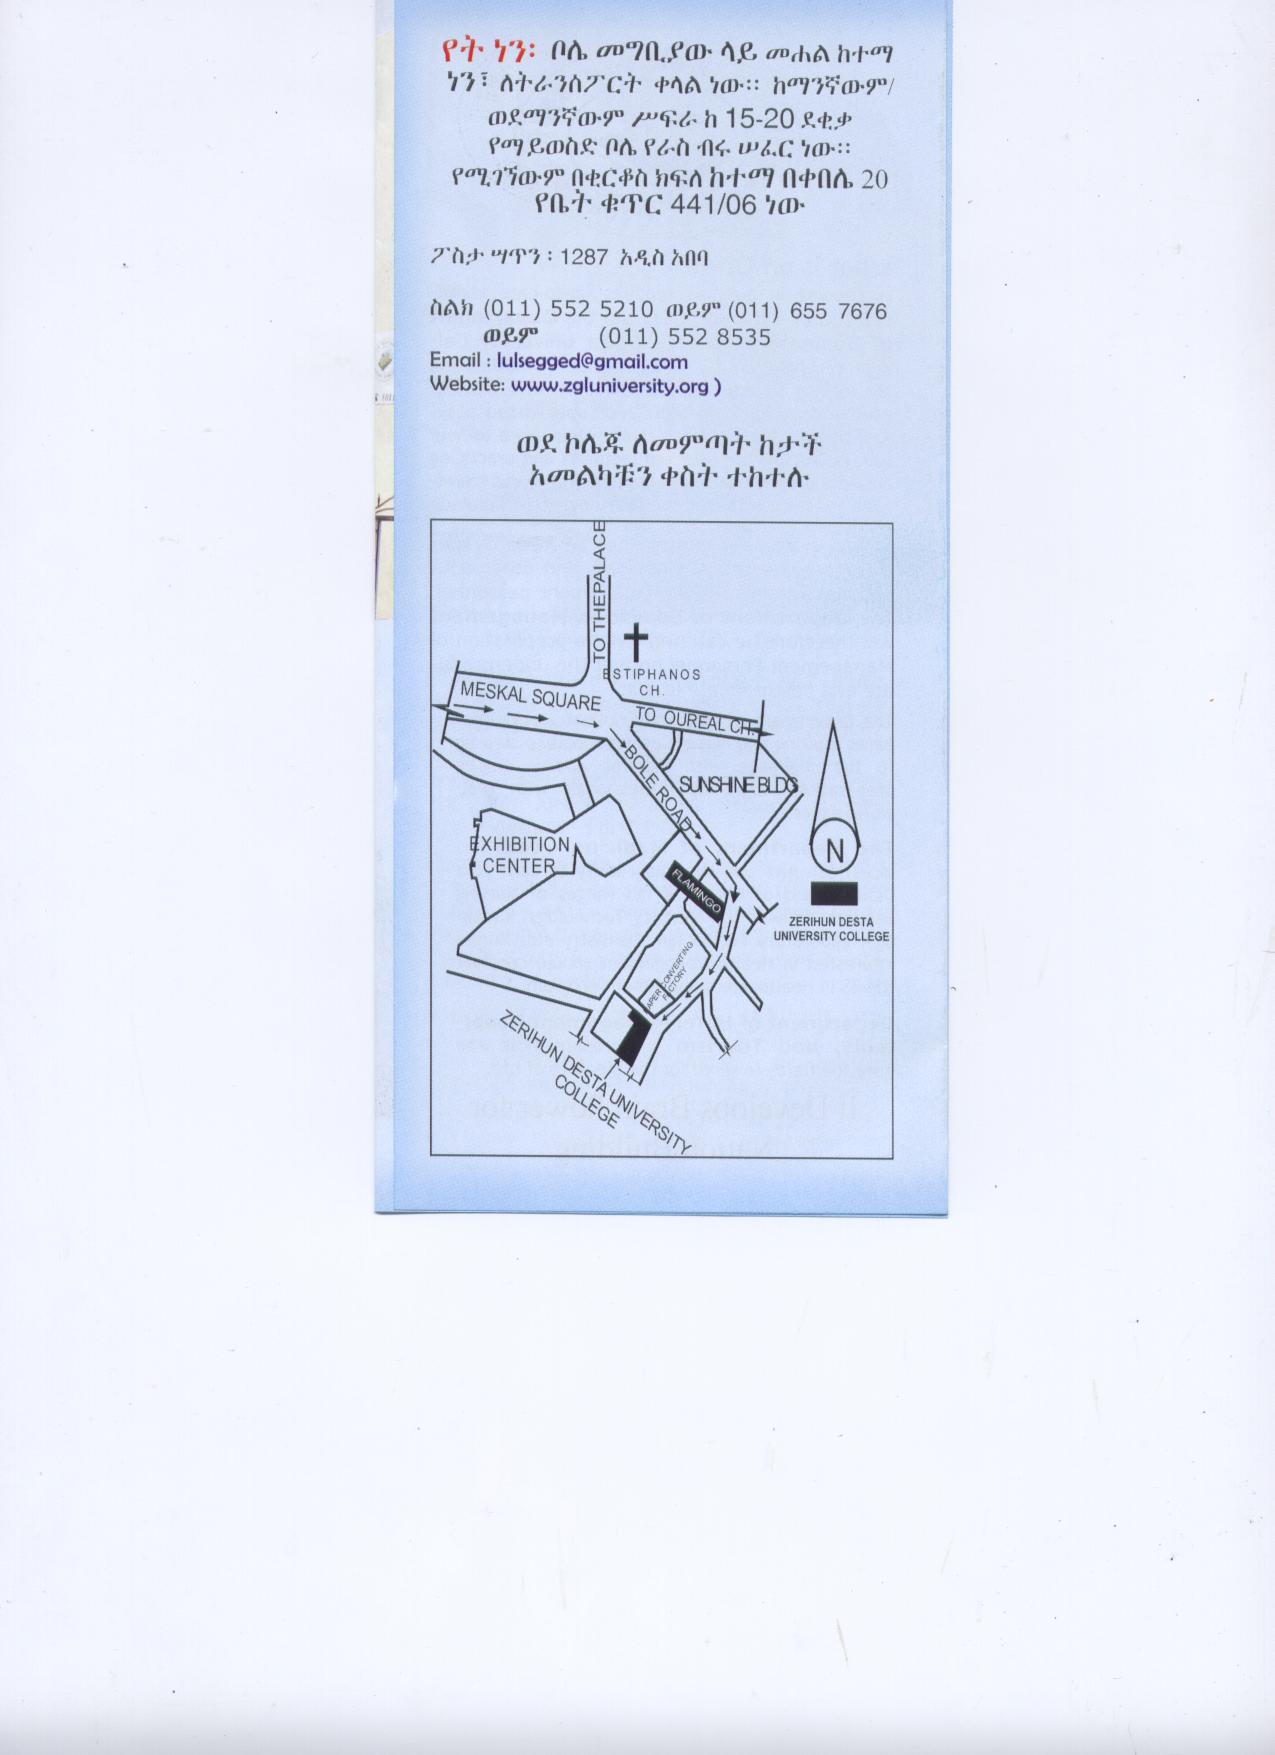 የት ነን፡ ቦሌ መግቢያው ላይ መሐል ከተማ
ነን፣ ለትራንስፖርት ቀላል ነው፡፡ ከማንኛውም/
ወደማንኛውም ሥፍራ ከ 15-20 ደቂቃ
የማይወስድ ቦሌ የራስ ብሩ ሠፈር ነው፡፡
የሚገኘውም በቂርቆስ ክፍለ ከተማ በቀበሌ 20
የቤት ቁጥር 441/06 ነው
ፖስታ ሣጥን ፡ 1287 አዲስ አበባ
ስልክ (011) 552 5210 ወይም (011) 655 7676
ወይም (011) 552 8535
Email : lulsegged@gmail.com
Website: www.zgluniversity.org )
ወደ ኮሌጁ ለመምጣት ከታች
አመልካቹን ቀስት ተከተሉ
TO THEPALACE
ESTIPHANOS
CH.
MESKAL SQUARE
TO OUREAL CH.
BOLE ROAD
SUNSHINE BLDG
EXHIBITION
CENTER
FLAMINGO
N
ZERIHUN DESTA
UNIVERSITY COLLEGE
APER CONVERTING
FACTORY
ZERIHUN DESTA UNIVERSITY
COLLEGE